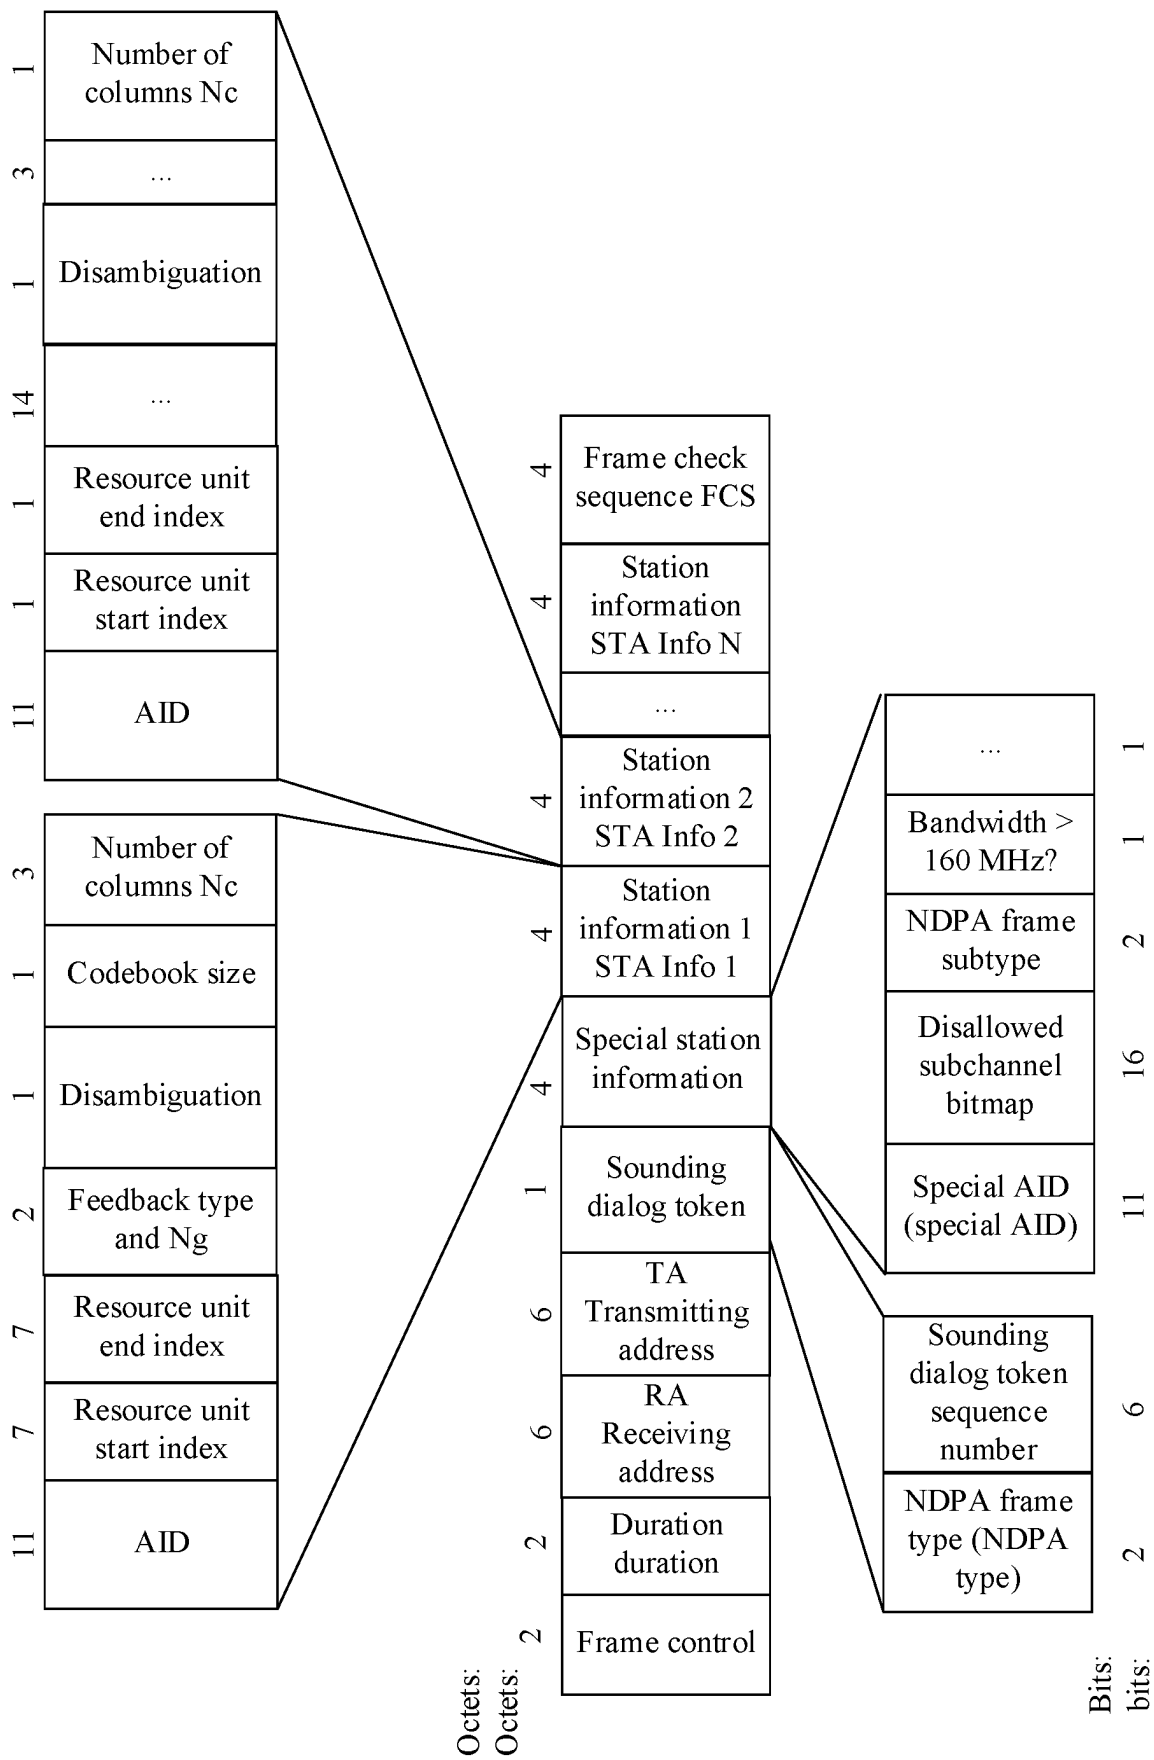 1
Number of
columns Nc
3
...
1
Disambiguation
14
...
1
Resource unit
end index
1
Resource unit
start index
11
AID
3
Number of
columns Nc
1
Codebook size
1
Disambiguation
2
Feedback type
and Ng
7
Resource unit
end index
7
Resource unit
start index
11
AID
4
Frame check
sequence FCS
4
Station
information
STA Info N
...
4
Station
information 2
STA Info 2
4
Station
information 1
STA Info 1
4
Special station
information
1
Sounding
dialog token
6
TA
Transmitting
address
6
RA
Receiving
address
2
Duration
duration
2
Frame control
Octets:
Octets:
...
1
Bandwidth >
160 MHz?
1
NDPA frame
subtype
2
Disallowed
subchannel
bitmap
16
Special AID
(special AID)
11
Sounding
dialog token
sequence
number
6
NDPA frame
type (NDPA
type)
2
Bits:
bits: